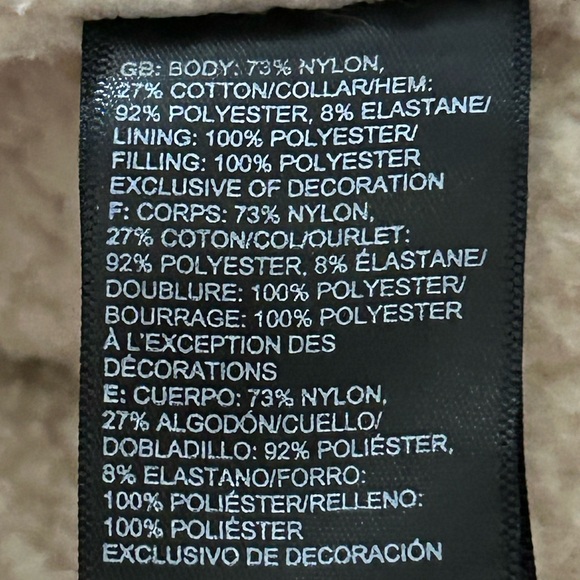 GB: BODY: 73% NYLON,
27% COTTON/COLLAR/HEM:
92% POLYESTER, 8% ELASTANE/
LINING: 100% POLYESTER/
FILLING: 100% POLYESTER
EXCLUSIVE OF DECORATION
F: CORPS: 73% NYLON,
27% COTON/COL/OURLET:
92% POLYESTER, 8% ÉLASTANE/
DOUBLURE: 100% POLYESTER/
BOURRAGE: 100% POLYESTER
À L'EXCEPTION DES
DÉCORATIONS
E: CUERPO: 73% NYLON,
27% ALGODÓN/CUELLO/
DOBLADILLO: 92% POLIÉSTER,
8% ELASTANO/FORRO:
100% POLIÉSTER/RELLENO:
100% POLIÉSTER
EXCLUSIVO DE DECORACIÓN